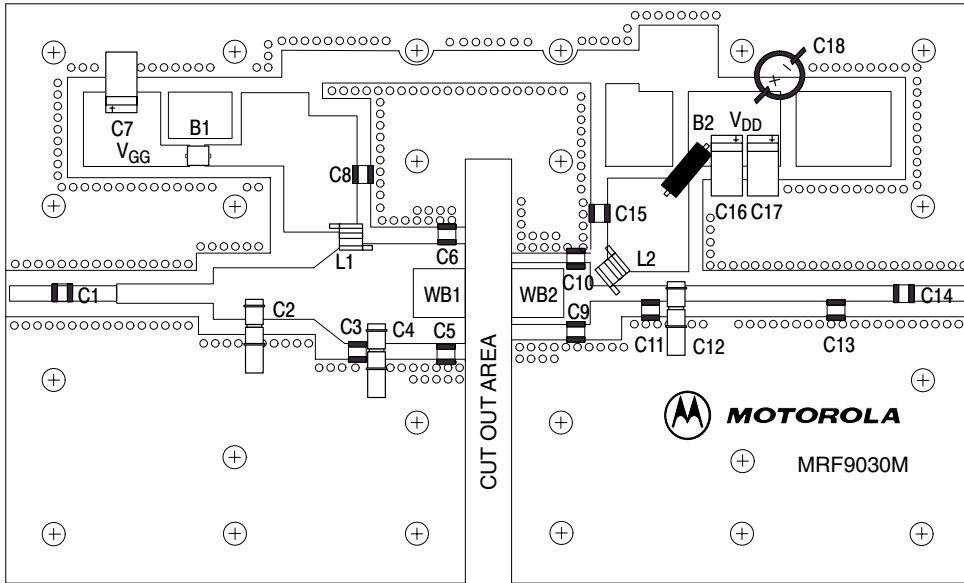 C18
C7
B1
B2
VDD
VGG
C8
C15
C16
C17
C6
L1
L2
C10
WB1
WB2
C1
C2
C3
C4
C5
C9
C11
C12
C13
C14
CUT OUT AREA
MOTOROLA
MRF9030M